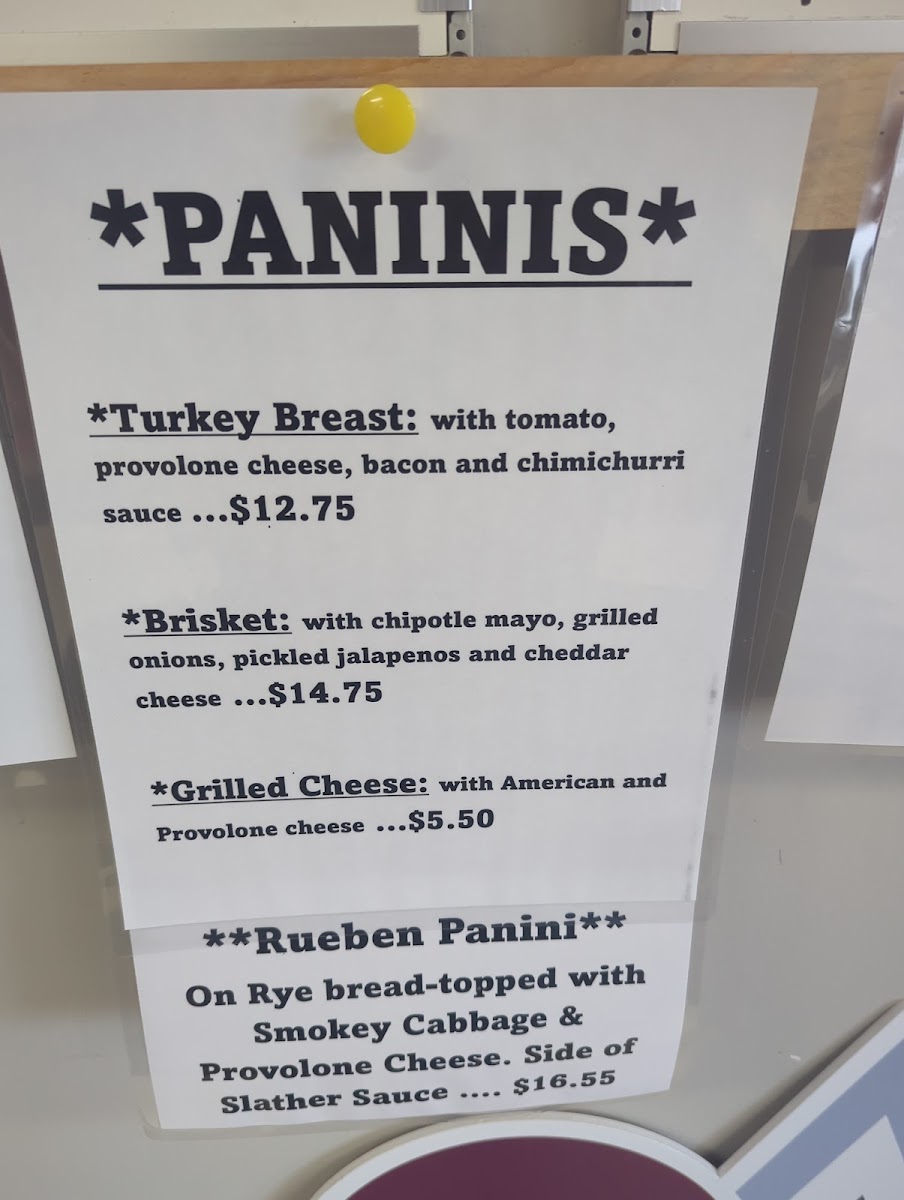 *PANINIS*
*Turkey Breast: with tomato,
provolone cheese, bacon and chimichurri
sauce ...$12.75
*Brisket: with chipotle mayo, grilled
onions, pickled jalapenos and cheddar
cheese ...$14.75
*Grilled Cheese: with American and
Provolone cheese ...$5.50
**Rueben Panini**
On Rye bread-topped with
Smokey Cabbage &
Provolone Cheese. Side of
Slather Sauce .... $16.55